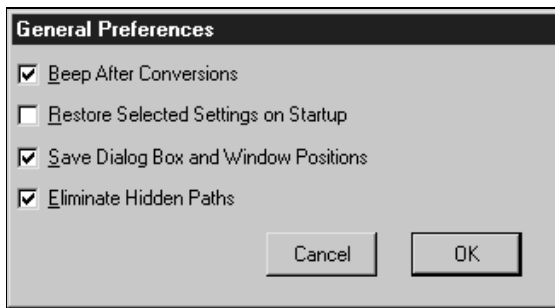 General Preferences
Beep After Conversions
Restore Selected Settings on Startup
Save Dialog Box and Window Positions
Eliminate Hidden Paths
Cancel OK